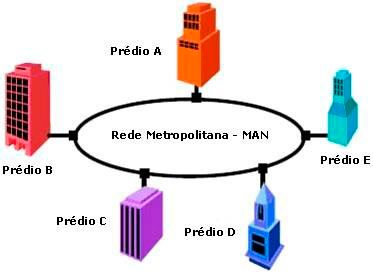 Prédio A
Rede Metropolitana - MAN
Prédio B
Prédio E
Prédio C
Prédio D